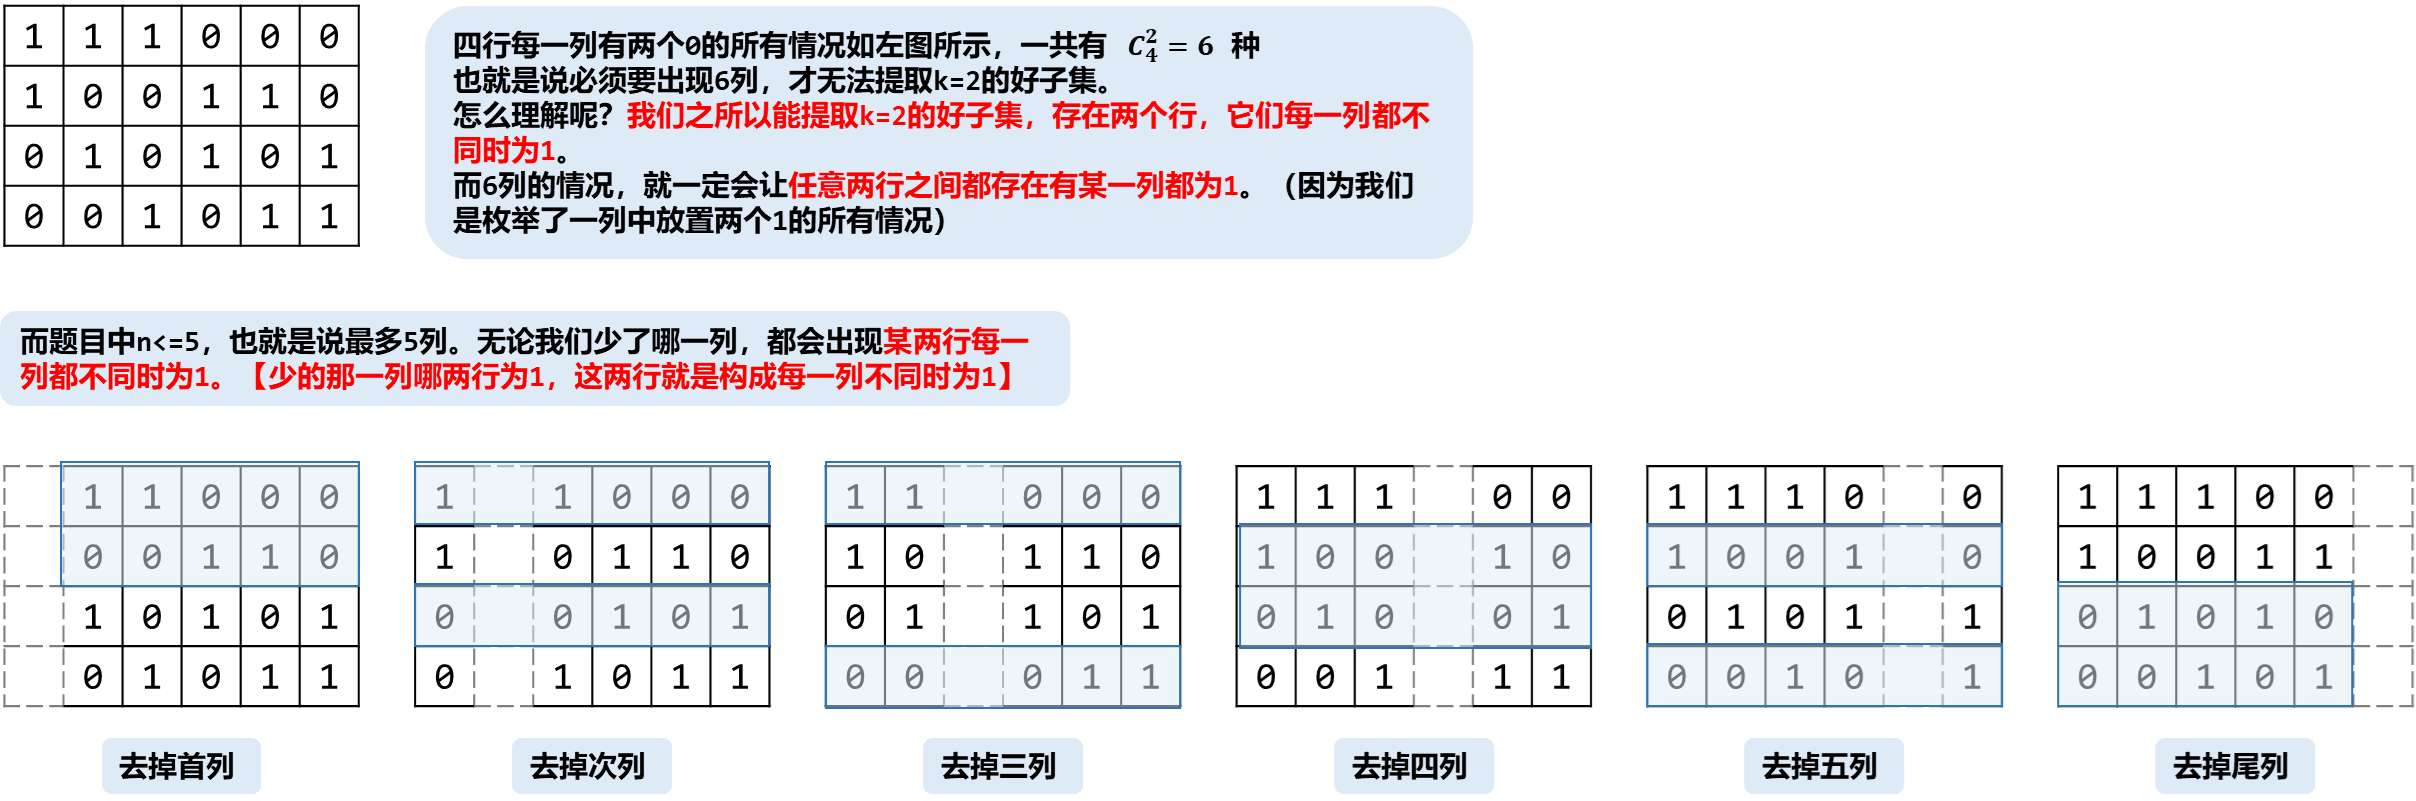 1 1 1 0 0 0
1 0 0 1 1 0
0 1 0 1 0 1
0 0 1 0 1 1
四行每一列有两个0的所有情况如左图所示，一共有 C₄² = 6 种
也就是说必须要出现6列，才无法提取k=2的好子集。
怎么理解呢？我们之所以能提取k=2的好子集，存在两个行，它们每一列都不
同时为1。
而6列的情况，就一定会让任意两行之间都存在有某一列都为1。（因为我们
是枚举了一列中放置两个1的所有情况）
而题目中n<=5，也就是说最多5列。无论我们少了哪一列，都会出现某两行每一
列都不同时为1。【少的那一列哪两行为1，这两行就是构成每一列不同时为1】
1 1 0 0 0
0 0 1 1 0
1 0 1 0 1
0 1 0 1 1
去掉首列
1 1 0 0 0
1 0 1 1 0
0 0 1 0 1
0 1 0 1 1
去掉次列
1 1 0 0 0
1 0 1 1 0
0 1 1 0 1
0 0 0 1 1
去掉三列
1 1 1 0 0
1 0 0 1 0
0 1 0 0 1
0 0 1 1 1
去掉四列
1 1 1 0 0
1 0 0 1 0
0 1 0 1 1
0 0 1 0 1
去掉五列
1 1 1 0 0
1 0 0 1 1
0 1 0 1 0
0 0 1 0 1
去掉尾列